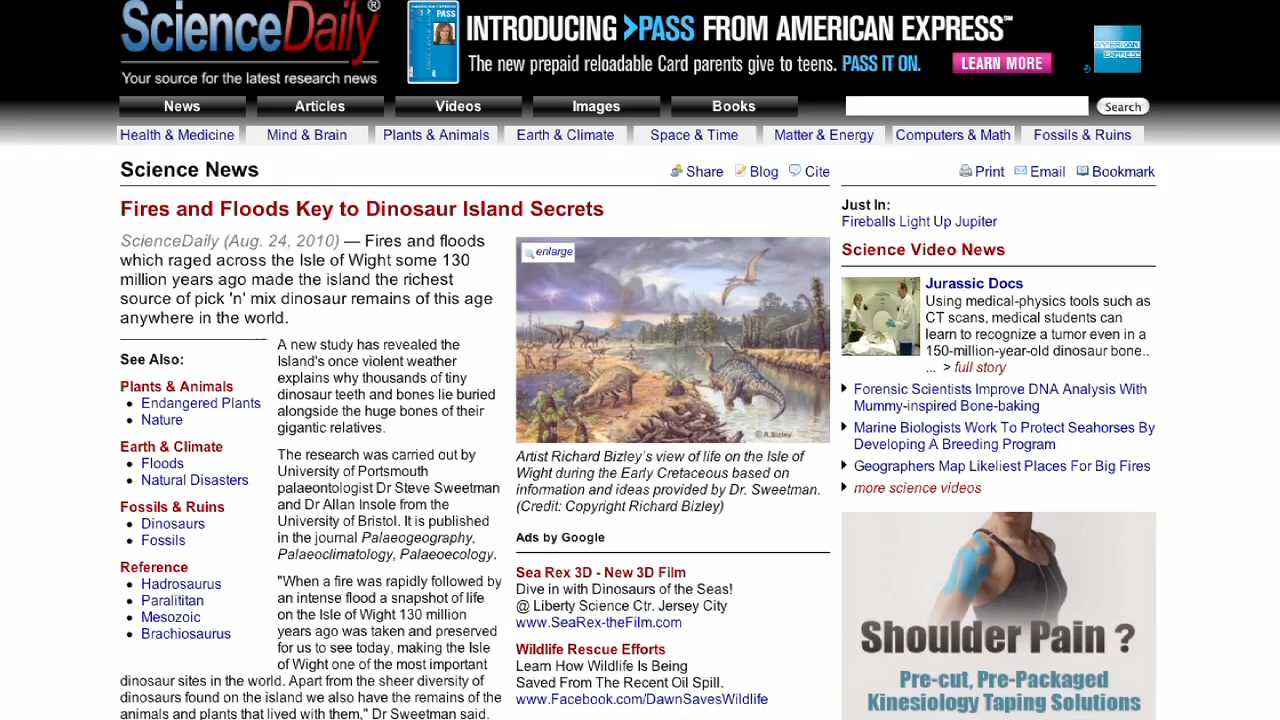 ScienceDaily®
Your source for the latest research news
PASS
INTRODUCING >PASS FROM AMERICAN EXPRESS™
The new prepaid reloadable Card parents give to teens. PASS IT ON.
LEARN MORE
AMERICAN EXPRESS
News
Articles
Videos
Images
Books
Search
Health & Medicine
Mind & Brain
Plants & Animals
Earth & Climate
Space & Time
Matter & Energy
Computers & Math
Fossils & Ruins
Science News
Share
Blog
Cite
Print
Email
Bookmark
Fires and Floods Key to Dinosaur Island Secrets
ScienceDaily (Aug. 24, 2010) — Fires and floods
which raged across the Isle of Wight some 130
million years ago made the island the richest
source of pick 'n' mix dinosaur remains of this age
anywhere in the world.
See Also:
Plants & Animals
• Endangered Plants
• Nature
Earth & Climate
• Floods
• Natural Disasters
Fossils & Ruins
• Dinosaurs
• Fossils
Reference
• Hadrosaurus
• Paralititan
• Mesozoic
• Brachiosaurus
A new study has revealed the
Island's once violent weather
explains why thousands of tiny
dinosaur teeth and bones lie buried
alongside the huge bones of their
gigantic relatives.
The research was carried out by
University of Portsmouth
palaeontologist Dr Steve Sweetman
and Dr Allan Insole from the
University of Bristol. It is published
in the journal Palaeogeography,
Palaeoclimatology, Palaeoecology.
"When a fire was rapidly followed by
an intense flood a snapshot of life
on the Isle of Wight 130 million
years ago was taken and preserved
for us to see today, making the Isle
of Wight one of the most important
dinosaur sites in the world. Apart from the sheer diversity of
dinosaurs found on the island we also have the remains of the
animals and plants that lived with them," Dr Sweetman said.
enlarge
© R.Bizley
Artist Richard Bizley's view of life on the Isle of
Wight during the Early Cretaceous based on
information and ideas provided by Dr. Sweetman.
(Credit: Copyright Richard Bizley)
Ads by Google
Sea Rex 3D - New 3D Film
Dive in with Dinosaurs of the Seas!
@ Liberty Science Ctr. Jersey City
www.SeaRex-theFilm.com
Wildlife Rescue Efforts
Learn How Wildlife Is Being
Saved From The Recent Oil Spill.
www.Facebook.com/DawnSavesWildlife
Just In:
Fireballs Light Up Jupiter
Science Video News
Jurassic Docs
Using medical-physics tools such as
CT scans, medical students can
learn to recognize a tumor even in a
150-million-year-old dinosaur bone..
... > full story
Forensic Scientists Improve DNA Analysis With
Mummy-inspired Bone-baking
Marine Biologists Work To Protect Seahorses By
Developing A Breeding Program
Geographers Map Likeliest Places For Big Fires
more science videos
Shoulder Pain ?
Pre-cut, Pre-Packaged
Kinesiology Taping Solutions